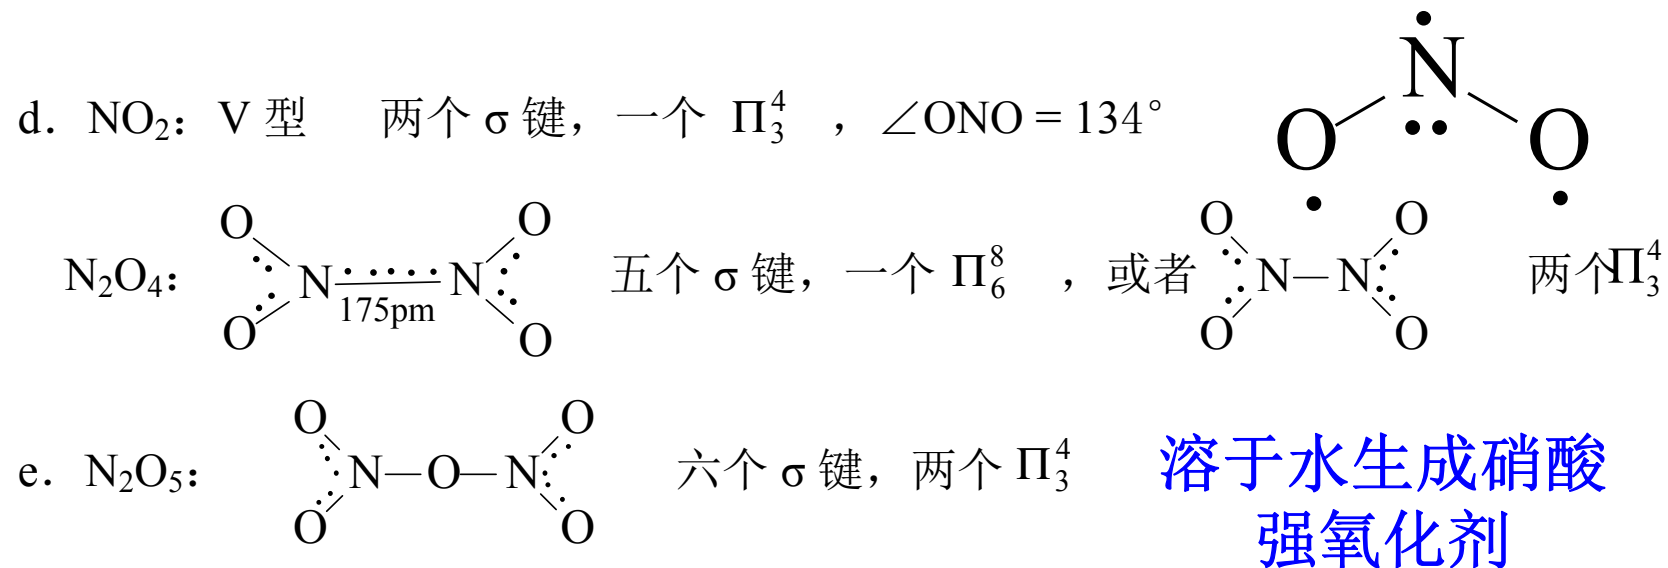 d. NO₂：V 型 两个 σ 键，一个 Π₃⁴ ，∠ONO = 134° N O O
N₂O₄： O O N N O O 175pm 五个 σ 键，一个 Π₆⁸ ，或者 O O N—N O O 两个Π₃⁴
e. N₂O₅： O O N—O—N O O 六个 σ 键，两个 Π₃⁴ 溶于水生成硝酸
强氧化剂